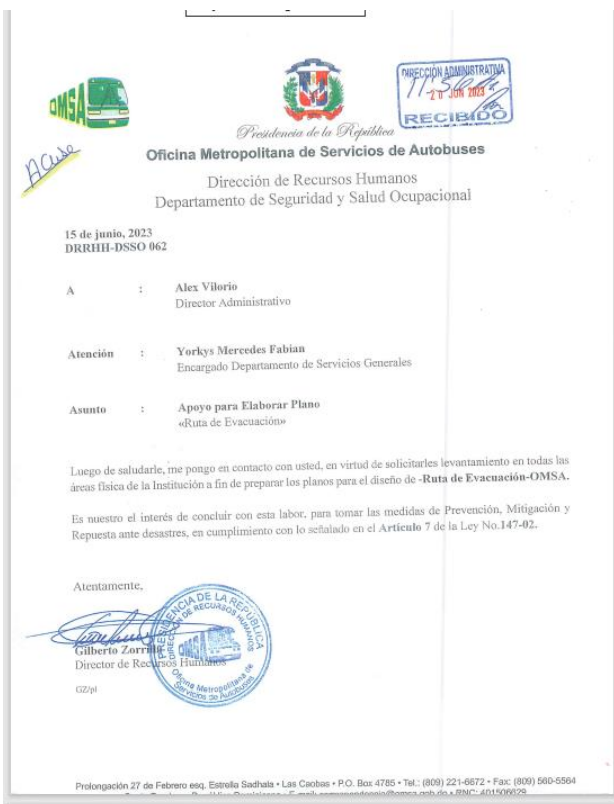 OMSA
DIRECCIÓN ADMINISTRATIVA
20 JUN 2023
RECIBIDO
Acuse
Presidencia de la República
Oficina Metropolitana de Servicios de Autobuses
Dirección de Recursos Humanos
Departamento de Seguridad y Salud Ocupacional
15 de junio, 2023
DRRHH-DSSO 062
A : Alex Vilorio
Director Administrativo
Atención : Yorkys Mercedes Fabian
Encargado Departamento de Servicios Generales
Asunto : Apoyo para Elaborar Plano
«Ruta de Evacuación»
Luego de saludarle, me pongo en contacto con usted, en virtud de solicitarles levantamiento en todas las
áreas física de la Institución a fin de preparar los planos para el diseño de -Ruta de Evacuación-OMSA.
Es nuestro el interés de concluir con esta labor, para tomar las medidas de Prevención, Mitigación y
Repuesta ante desastres, en cumplimiento con lo señalado en el Artículo 7 de la Ley No.147-02.
Atentamente,
Gilberto Zorrilla
Director de Recursos Humanos
PRESIDENCIA DE LA REPÚBLICA
DIRECCIÓN DE RECURSOS HUMANOS
Oficina Metropolitana de
Servicios de Autobuses
GZ/pl
Prolongación 27 de Febrero esq. Estrella Sadhala • Las Caobas • P.O. Box 4785 • Tel.: (809) 221-6672 • Fax: (809) 560-5564